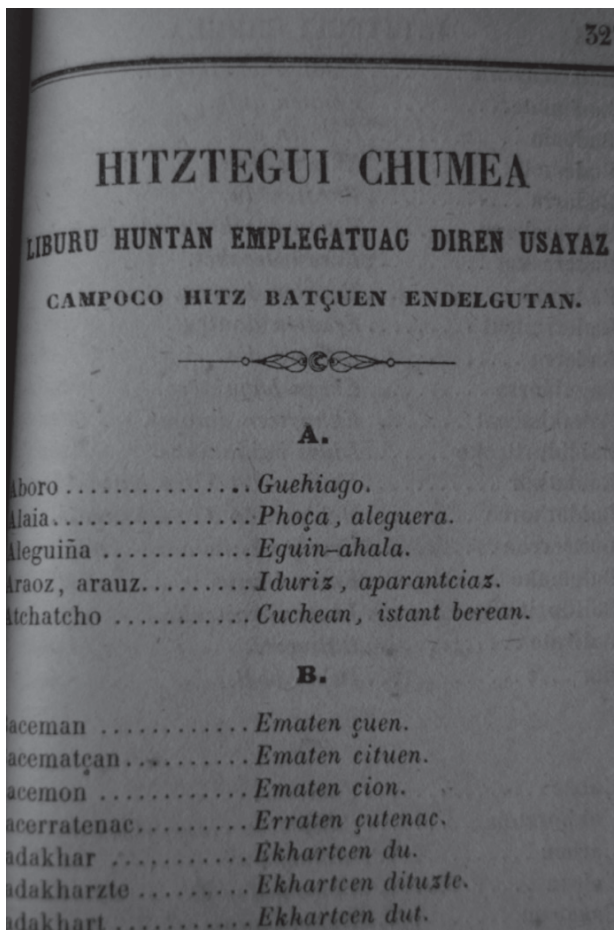 32
HITZTEGUI CHUMEA
LIBURU HUNTAN EMPLEGATUAC DIREN USAYAZ
CAMPOCO HITZ BATÇUEN ENDELGUTAN.
A.
Aboro ............... Guehiago.
Alaia................ Phoça, aleguera.
Aleguiña ............ Eguin-ahala.
Araoz, arauz......... Iduriz, aparantciaz.
Atchatcho ........... Cuchean, istant berean.
B.
aceman ............ Ematen çuen.
acematçan.......... Ematen cituen.
acemon ............ Ematen cion.
acerratenac........ Erraten çutenac.
adakhar ........... Ekhartcen du.
adakharzte ........ Ekhartcen dituzte.
adakhart .......... Ekhartcen dut.